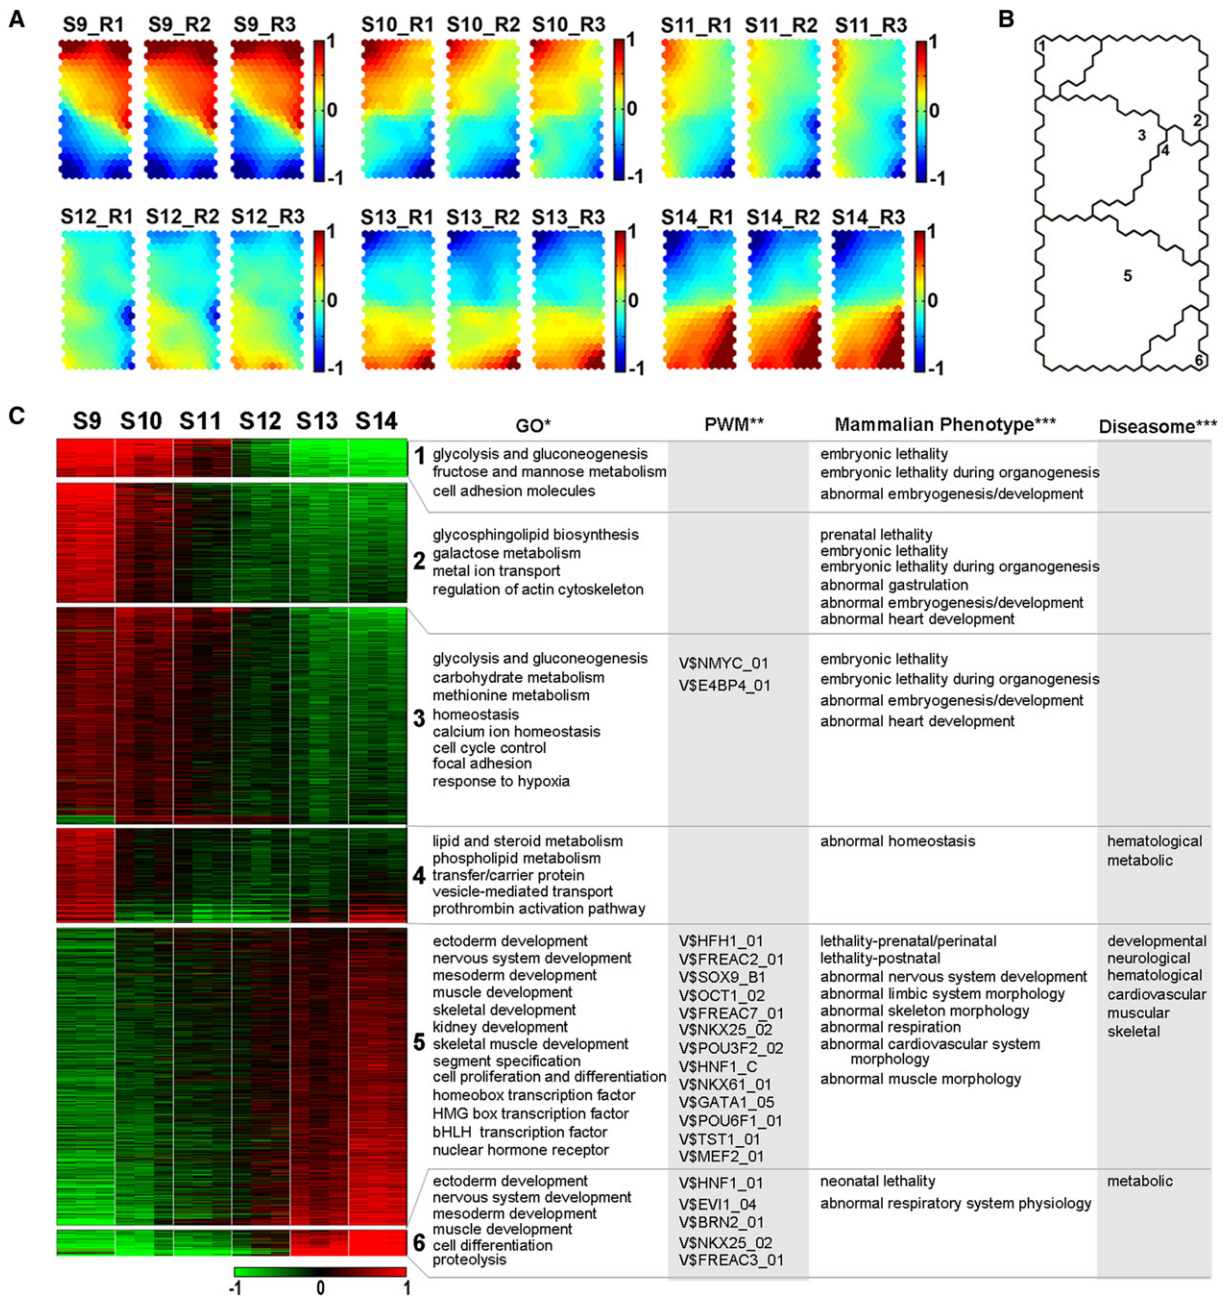 A
S9_R1 S9_R2 S9_R3
1
0
-1
S10_R1 S10_R2 S10_R3
1
0
-1
S11_R1 S11_R2 S11_R3
1
0
-1
S12_R1 S12_R2 S12_R3
1
0
-1
S13_R1 S13_R2 S13_R3
1
0
-1
S14_R1 S14_R2 S14_R3
1
0
-1
B
1
2
3
4
5
6
C
S9 S10 S11 S12 S13 S14
GO* PWM** Mammalian Phenotype*** Diseasome***
1
glycolysis and gluconeogenesis
fructose and mannose metabolism
cell adhesion molecules
embryonic lethality
embryonic lethality during organogenesis
abnormal embryogenesis/development
2
glycosphingolipid biosynthesis
galactose metabolism
metal ion transport
regulation of actin cytoskeleton
prenatal lethality
embryonic lethality
embryonic lethality during organogenesis
abnormal gastrulation
abnormal embryogenesis/development
abnormal heart development
3
glycolysis and gluconeogenesis
carbohydrate metabolism
methionine metabolism
homeostasis
calcium ion homeostasis
cell cycle control
focal adhesion
response to hypoxia
V$NMYC_01
V$E4BP4_01
embryonic lethality
embryonic lethality during organogenesis
abnormal embryogenesis/development
abnormal heart development
4
lipid and steroid metabolism
phospholipid metabolism
transfer/carrier protein
vesicle-mediated transport
prothrombin activation pathway
abnormal homeostasis
hematological
metabolic
5
ectoderm development
nervous system development
mesoderm development
muscle development
skeletal development
kidney development
skeletal muscle development
segment specification
cell proliferation and differentiation
homeobox transcription factor
HMG box transcription factor
bHLH transcription factor
nuclear hormone receptor
V$HFH1_01
V$FREAC2_01
V$SOX9_B1
V$OCT1_02
V$FREAC7_01
V$NKX25_02
V$POU3F2_02
V$HNF1_C
V$NKX61_01
V$GATA1_05
V$POU6F1_01
V$TST1_01
V$MEF2_01
lethality-prenatal/perinatal
lethality-postnatal
abnormal nervous system development
abnormal limbic system morphology
abnormal skeleton morphology
abnormal respiration
abnormal cardiovascular system
morphology
abnormal muscle morphology
developmental
neurological
hematological
cardiovascular
muscular
skeletal
6
ectoderm development
nervous system development
mesoderm development
muscle development
cell differentiation
proteolysis
V$HNF1_01
V$EVI1_04
V$BRN2_01
V$NKX25_02
V$FREAC3_01
neonatal lethality
abnormal respiratory system physiology
metabolic
-1 0 1